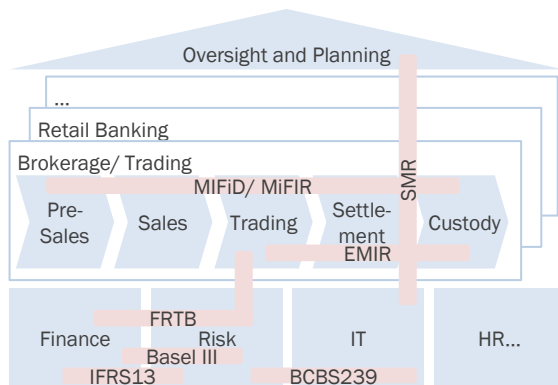 Oversight and Planning
...
Retail Banking
Brokerage/ Trading
MIFiD/ MiFIR
SMR
Pre-
Sales
Sales
Trading
Settle-
ment
Custody
EMIR
FRTB
Finance
Risk
IT
HR...
Basel III
IFRS13
BCBS239